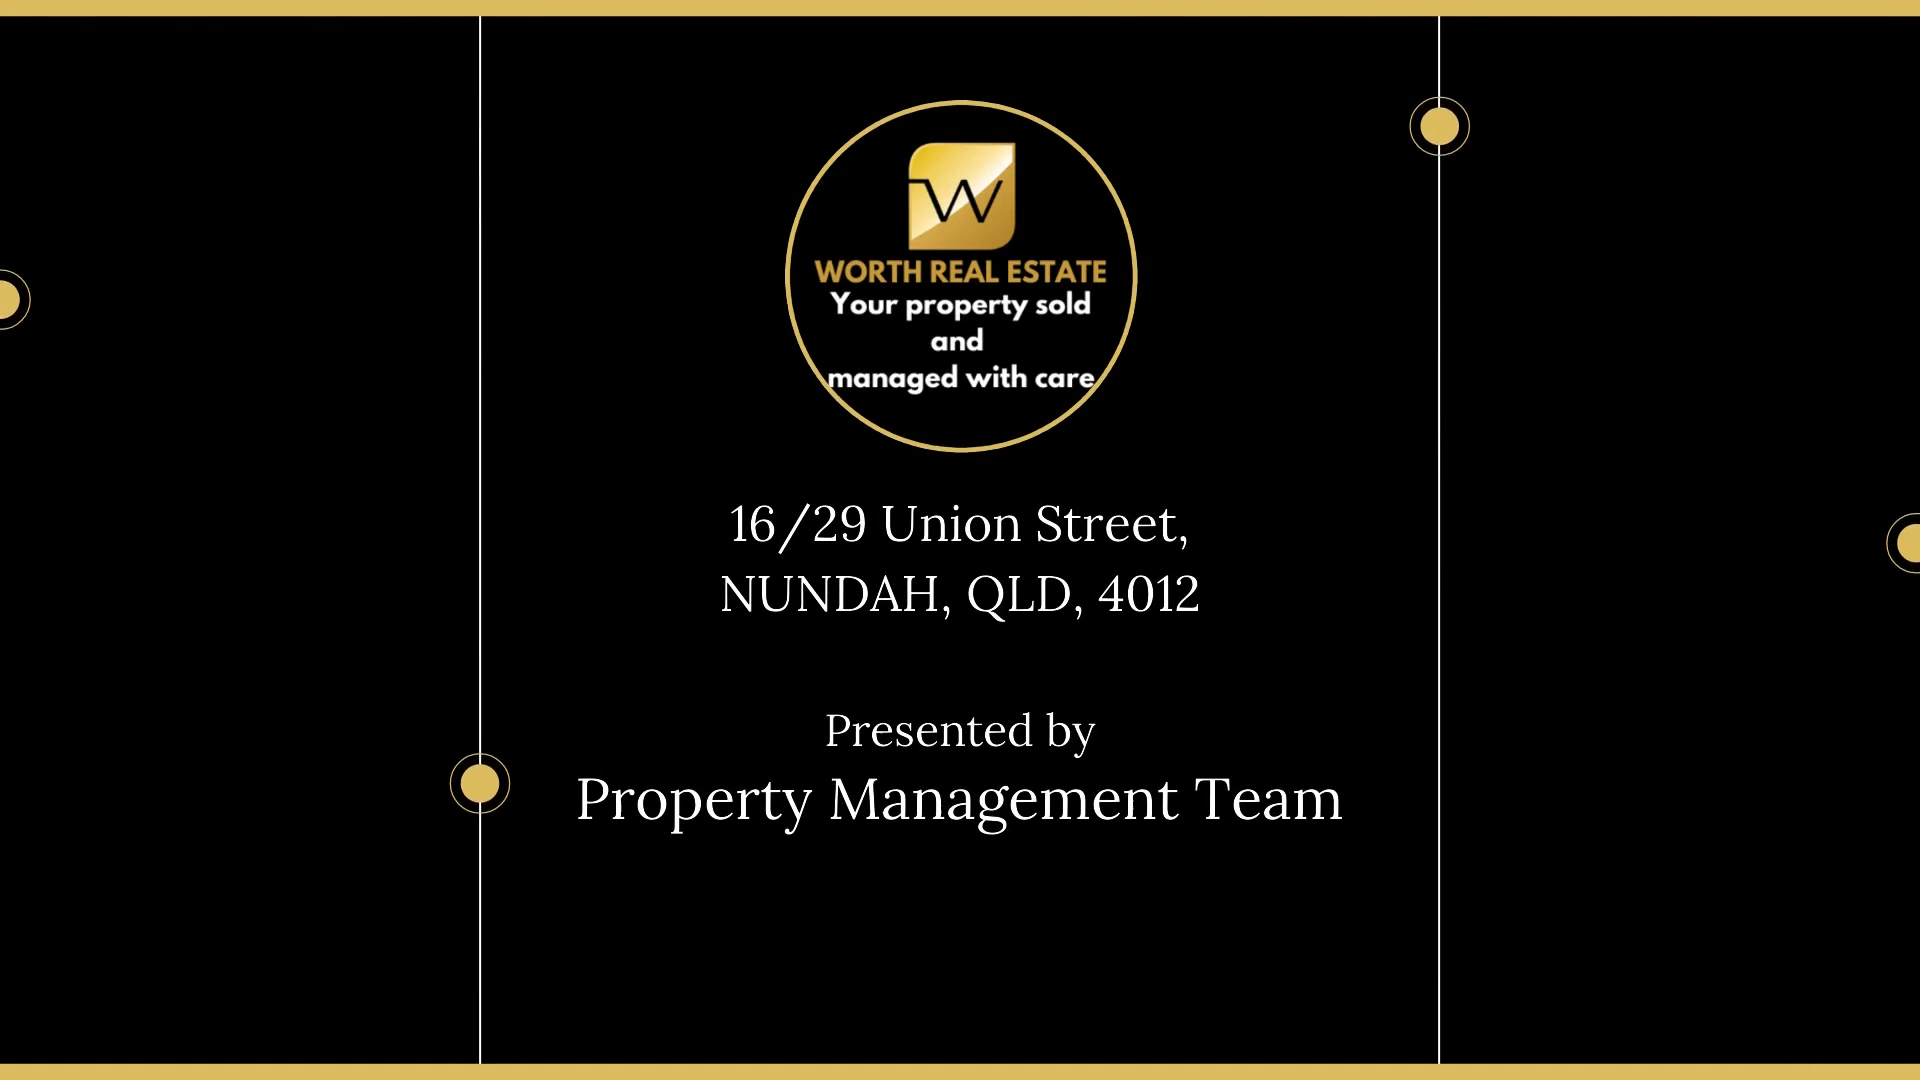 W
WORTH REAL ESTATE
Your property sold
and
managed with care
16/29 Union Street,
NUNDAH, QLD, 4012
Presented by
Property Management Team